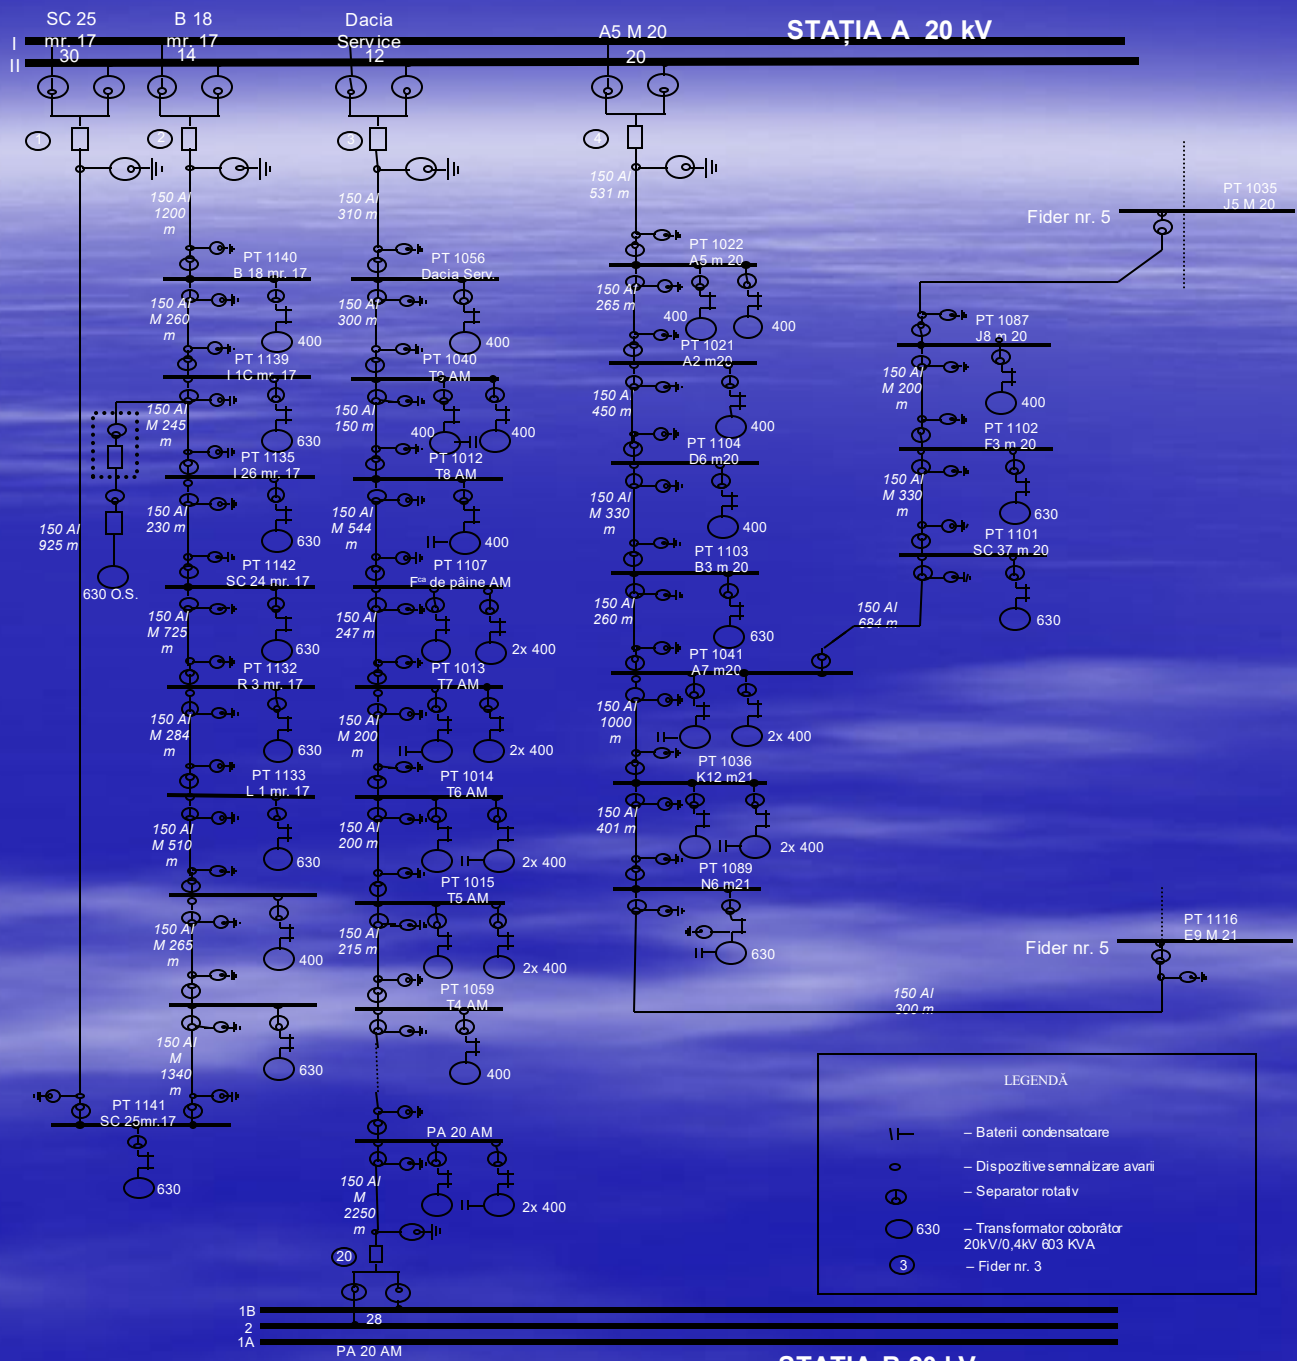 STAȚIA A  20 kV
SC 25
mr. 17
30
B 18
mr. 17
14
Dacia
Service
12
A5 M 20
20
I
II
1
2
3
4
150 Al
925 m
630 O.S.
150 Al
1200
m
PT 1140
B 18 mr. 17
150 Al
M 260
m
400
PT 1139
I 1C mr. 17
150 Al
M 245
m
630
PT 1135
I 26 mr. 17
150 Al
230 m
630
PT 1142
SC 24 mr. 17
150 Al
M 725
m
630
PT 1132
R 3 mr. 17
150 Al
M 284
m
630
PT 1133
L 1 mr. 17
150 Al
M 510
m
630
150 Al
M 265
m
400
150 Al
M
1340
m
630
PT 1141
SC 25mr.17
630
150 Al
310 m
PT 1056
Dacia Serv.
150 Al
300 m
400
PT 1040
T9 AM
150 Al
150 m
400
400
PT 1012
T8 AM
150 Al
M 544
m
400
PT 1107
Fca de pâine AM
150 Al
247 m
2x 400
PT 1013
T7 AM
150 Al
M 200
m
2x 400
PT 1014
T6 AM
150 Al
200 m
2x 400
PT 1015
T5 AM
150 Al
215 m
2x 400
PT 1059
T4 AM
400
PA 20 AM
150 Al
M
2250
m
2x 400
20
28
1B
2
1A
PA 20 AM
150 Al
531 m
PT 1022
A5 m 20
150 Al
265 m
400
400
PT 1021
A2 m20
150 Al
450 m
400
PT 1104
D6 m20
150 Al
M 330
m
400
PT 1103
B3 m 20
150 Al
260 m
630
PT 1041
A7 m20
150 Al
1000
m
2x 400
PT 1036
K12 m21
150 Al
401 m
2x 400
PT 1089
N6 m21
630
150 Al
300 m
Fider nr. 5
PT 1035
J5 M 20
PT 1087
J8 m 20
150 Al
M 200
m
400
PT 1102
F3 m 20
150 Al
M 330
m
630
PT 1101
SC 37 m 20
630
150 Al
684 m
Fider nr. 5
PT 1116
E9 M 21
LEGENDĂ
– Baterii condensatoare
– Dispozitive semnalizare avarii
– Separator rotativ
630
– Transformator coborâtor
20kV/0,4kV 603 KVA
3
– Fider nr. 3
STAȚIA B 20 kV